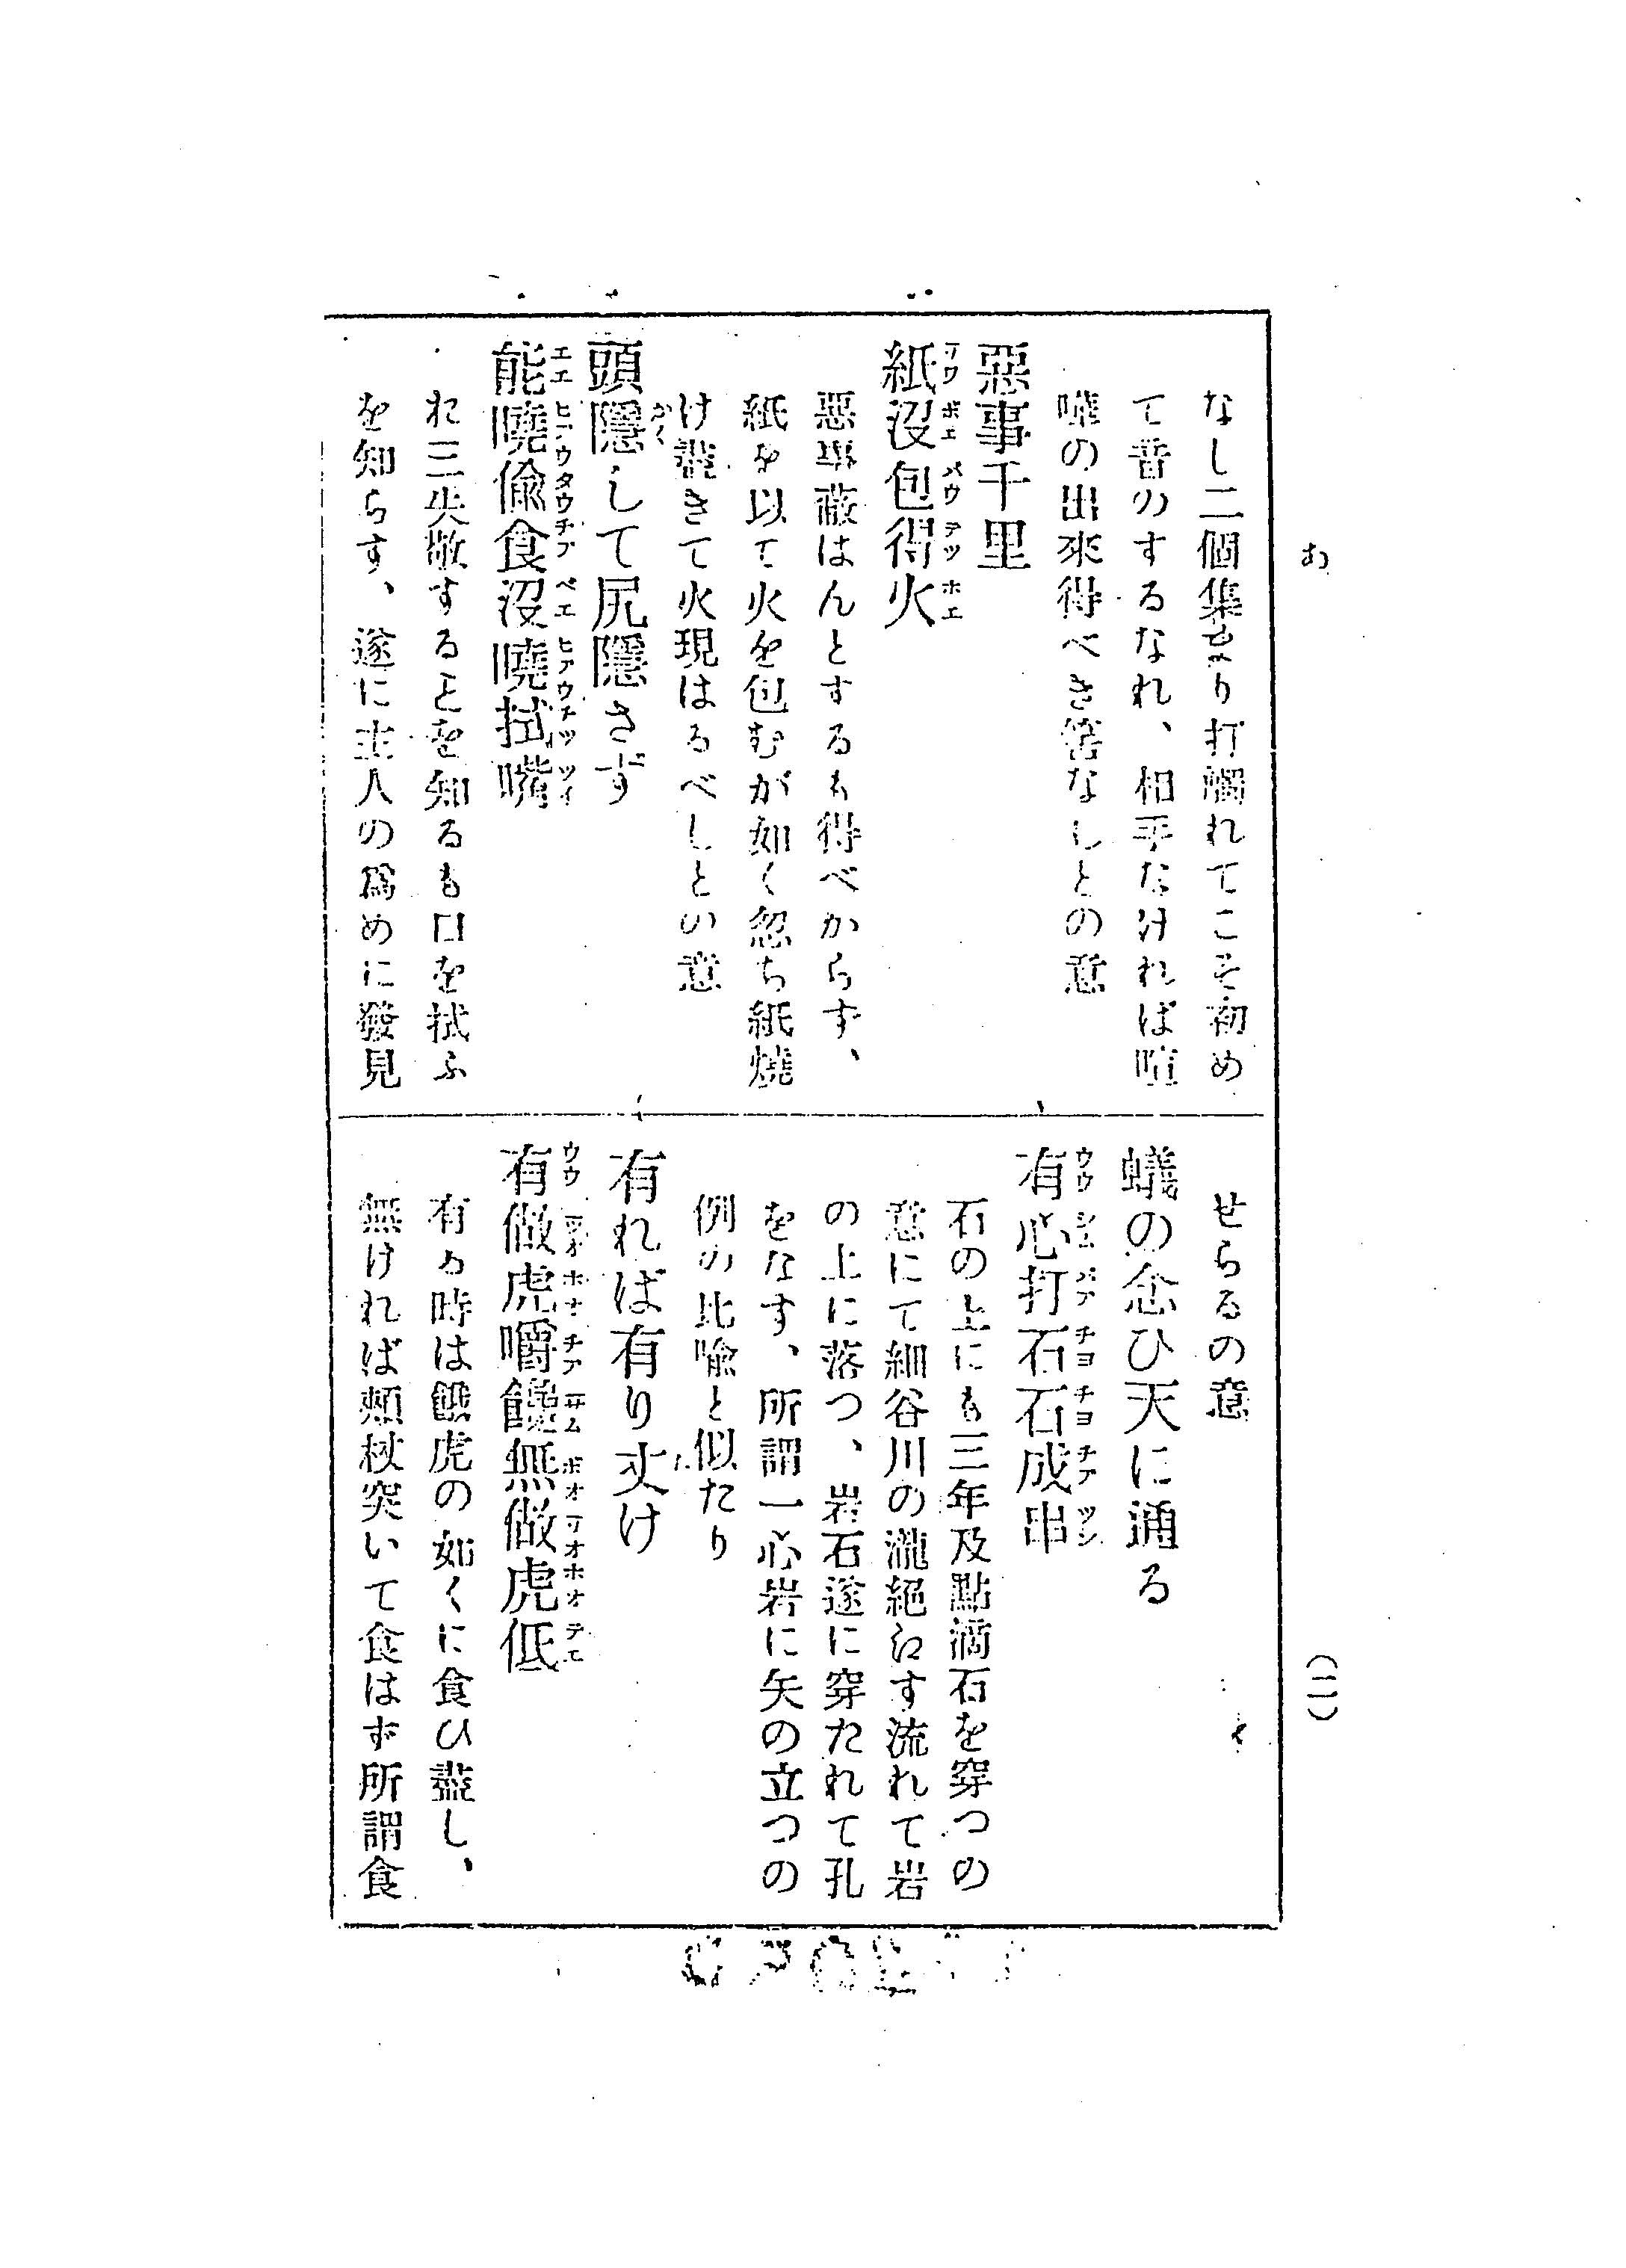 あ
(二)
なし二個集まり打觸れてこそ初め
て音のするなれ、相手なければ喧
嘩の出來得べき筈なしとの意
惡事千里
紙沒包得火
惡事蔽はんとするも得べからず、
紙を以て火を包むが如く忽ち紙燒
け盡きて火現はるべしとの意
頭隱して尻隱さず
能曉偸食沒曉拭嘴
れ三失敬することを知るも口を拭ふ
を知らす、遂に主人の爲めに發見
せらるの意
蟻の念ひ天に通る
有心打石石成串
石の上にも三年及點滴石を穿つの
意にて細谷川の瀧絕江す流れて岩
の上に落つ、岩石遂に穿たれて孔
をなす、所謂一心岩に矢の立つの
例の比喩と似たり
有れば有り丈け
有做虎嚼饞無做虎低
有る時は餓虎の如くに食ひ盡し、
無ければ頰杖突いて食はず所謂食